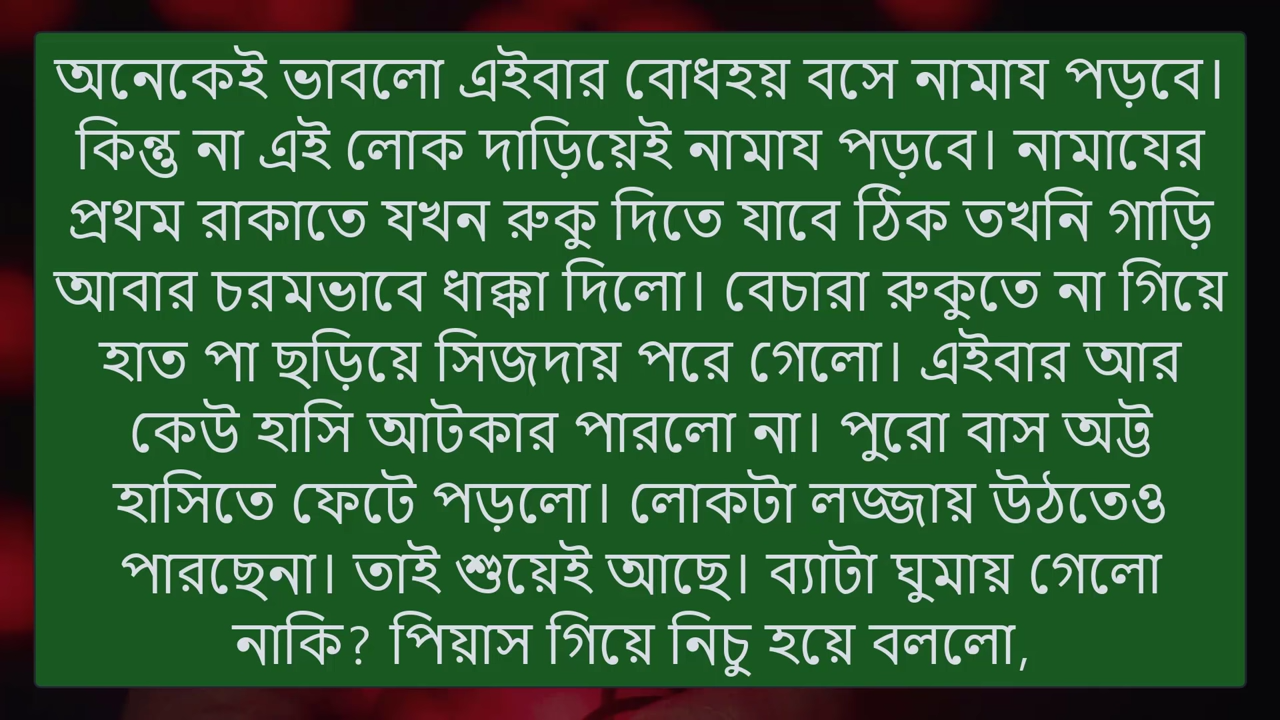 অনেকেই ভাবলো এইবার বোধহয় বসে নামায পড়বে।
কিন্তু না এই লোক দাড়িয়েই নামায পড়বে। নামাযের
প্রথম রাকাতে যখন রুকু দিতে যাবে ঠিক তখনি গাড়ি
আবার চরমভাবে ধাক্কা দিলো। বেচারা রুকুতে না গিয়ে
হাত পা ছড়িয়ে সিজদায় পরে গেলো। এইবার আর
কেউ হাসি আটকার পারলো না। পুরো বাস অট্ট
হাসিতে ফেটে পড়লো। লোকটা লজ্জায় উঠতেও
পারছেনা। তাই শুয়েই আছে। ব্যাটা ঘুমায় গেলো
নাকি? পিয়াস গিয়ে নিচু হয়ে বললো,